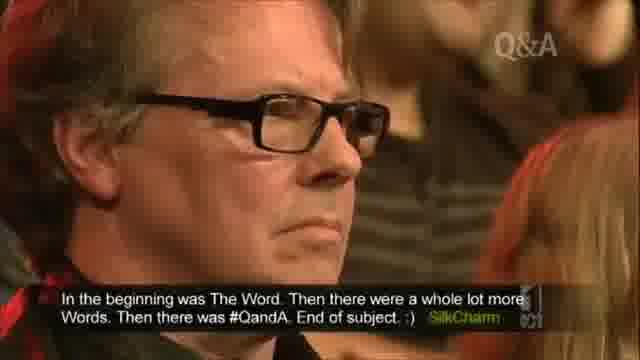 Q&A
In the beginning was The Word. Then there were a whole lot more
Words. Then there was #QandA. End of subject. :) SilkCharm